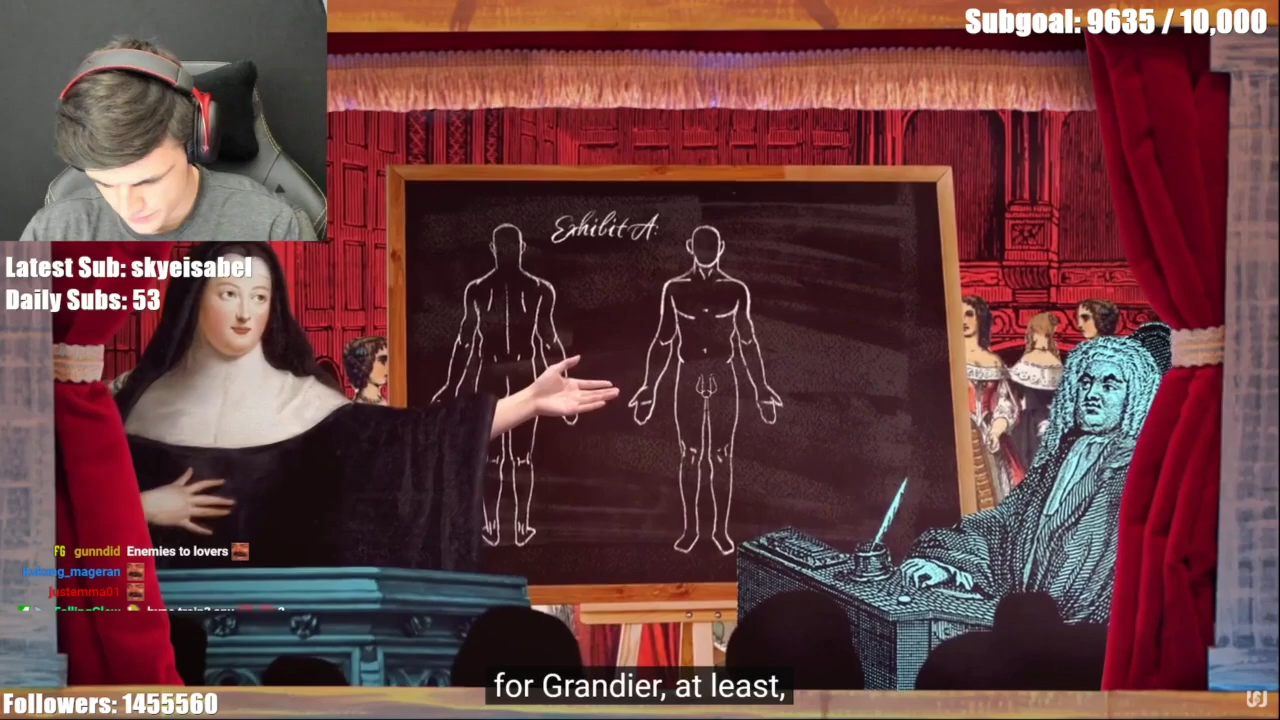 Subgoal: 9635 / 10,000
Exhibit A:
Latest Sub: skyeisabel
Daily Subs: 53
gunndid Enemies to lovers
justemma01
for Grandier, at least,
Followers: 1455560